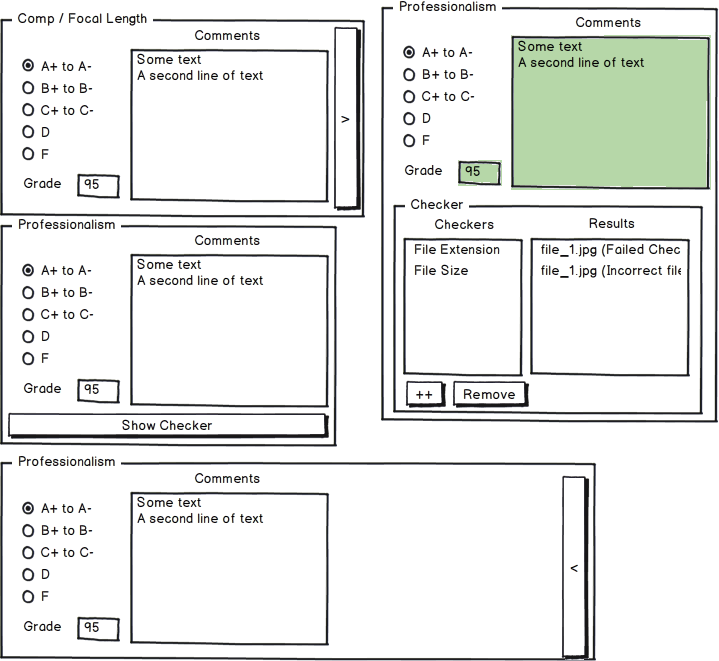 Comp / Focal Length
Comments
A+ to A-
B+ to B-
C+ to C-
D
F
Grade
95
Some text
A second line of text
>
Professionalism
Comments
A+ to A-
B+ to B-
C+ to C-
D
F
Grade
95
Some text
A second line of text
Checker
Checkers
File Extension
File Size
Results
file_1.jpg (Failed Chec
file_1.jpg (Incorrect file
++
Remove
Professionalism
Comments
A+ to A-
B+ to B-
C+ to C-
D
F
Grade
95
Some text
A second line of text
Show Checker
Professionalism
Comments
A+ to A-
B+ to B-
C+ to C-
D
F
Grade
95
Some text
A second line of text
<